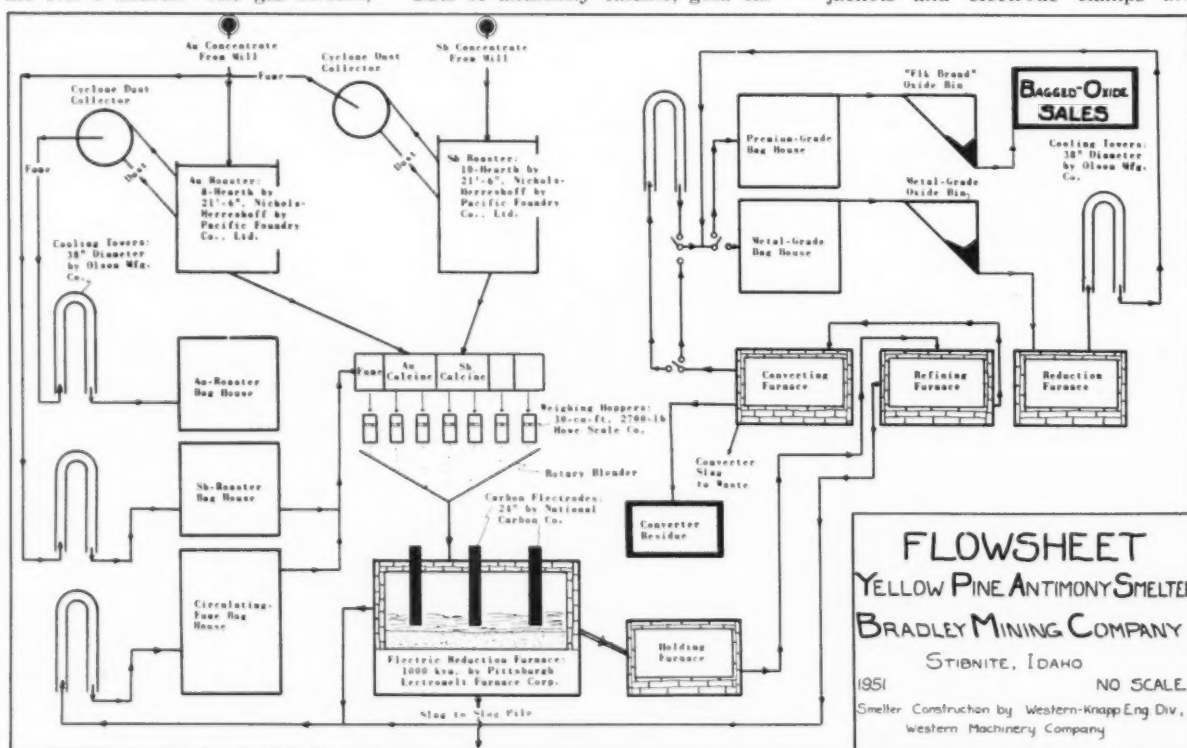 Au Concentrate
From Mill
Sb Concentrate
From Mill
Cyclone Dust
Collector
Fume
Cyclone Dust
Collector
Fume
Dust
Dust
Au Roaster:
8-Hearth by
21'-6", Nichols-
Herreshoff by
Pacific Foundry
Co., Ltd.
Sb Roaster:
10-Hearth by
21'-6", Nichols-
Herreshoff by
Pacific Foundry
Co., Ltd.
Cooling Towers:
38" Diameter
by Olson Mfg.
Co.
Au-Roaster
Bag House
Sb-Roaster
Bag House
Circulating-
Fume Bag
House
Fume
Au
Calcine
Sb
Calcine
Weighing Hoppers:
30-cu-ft, 2700-lb
Howe Scale Co.
Rotary Blender
Carbon Electrodes:
24" by National
Carbon Co.
Electric Reduction Furnace:
1000 kva, by Pittsburgh
Lectromelt Furnace Corp.
Slag to Slag Pile
Holding
Furnace
Premium-Grade
Bag House
Metal-Grade
Bag House
"Elk Brand"
Oxide Bin
Metal-Grade
Oxide Bin
BAGGED-OXIDE
SALES
Cooling Towers:
38" Diameter
by Olson Mfg.
Co.
Converting
Furnace
Refining
Furnace
Reduction
Furnace
Converter
Slag
to Waste
Converter
Residue
FLOWSHEET
YELLOW PINE ANTIMONY SMELTER
BRADLEY MINING COMPANY
STIBNITE, IDAHO
1951 NO SCALE
Smelter Construction by Western-Knapp Eng Div.,
Western Machinery Company